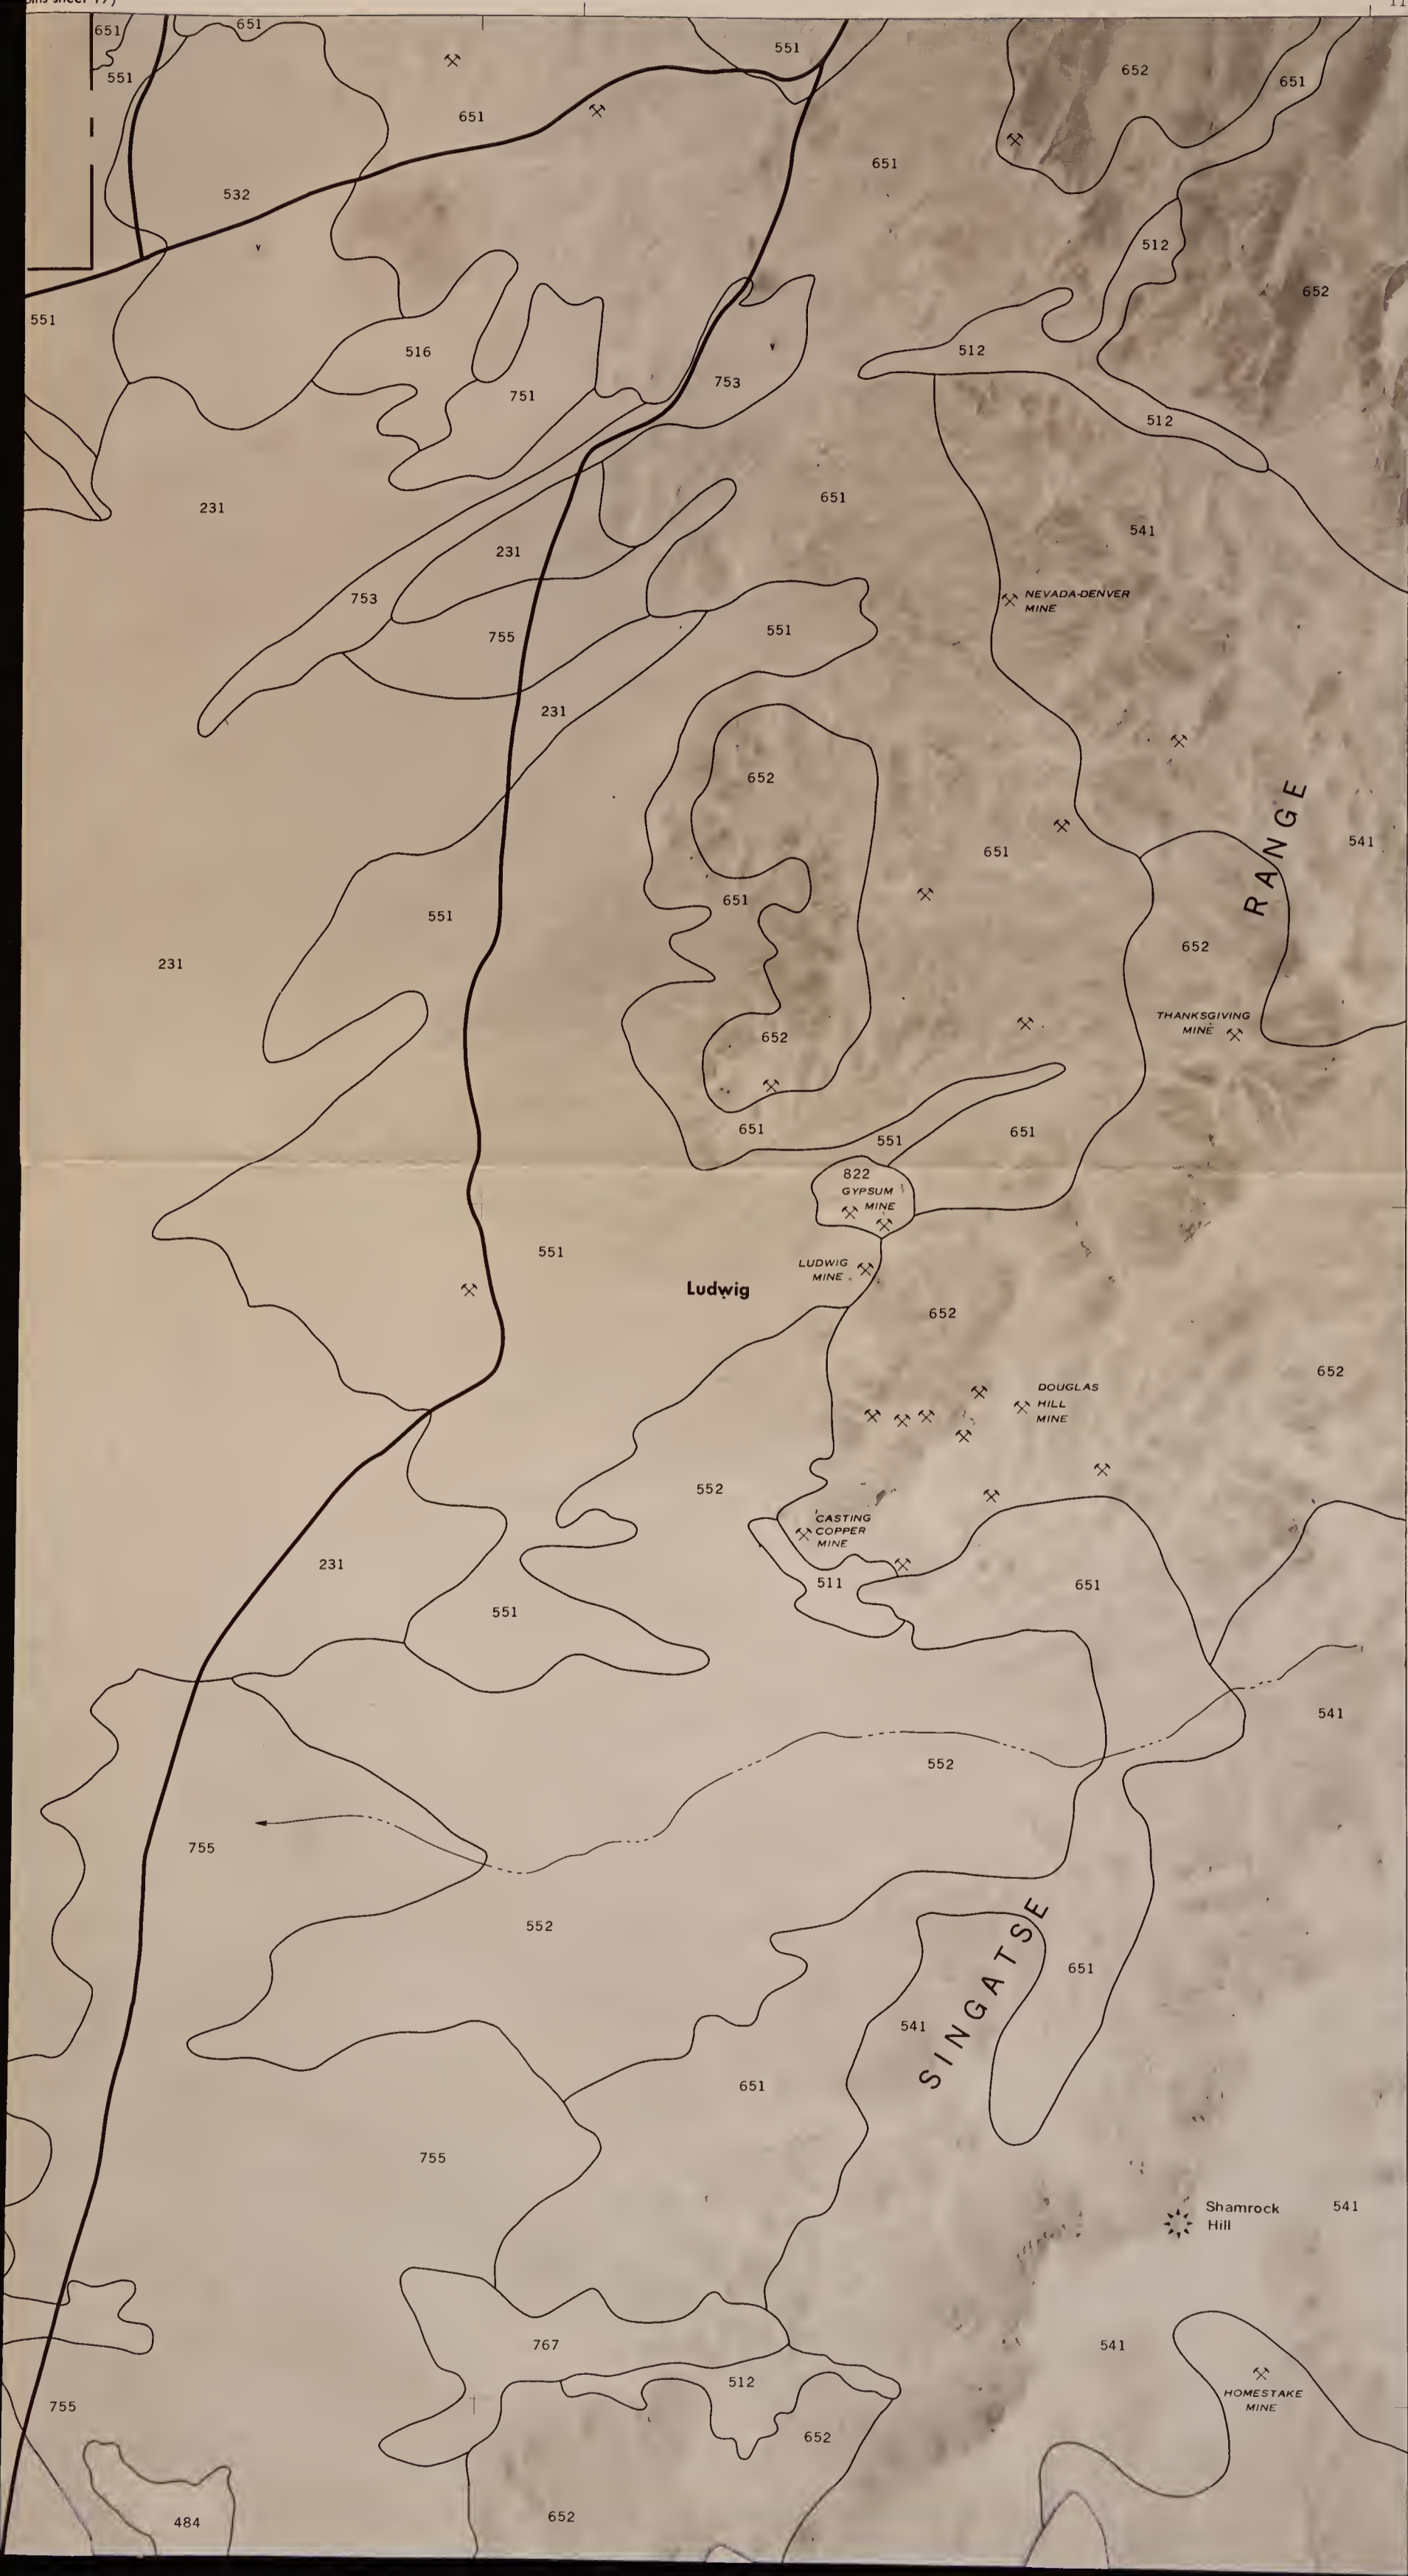 651
651
551
551
652
651
651
651
532
512
652
551
516
512
753
751
512
231
651
541
231
753
NEVADA-DENVER
MINE
755
551
231
652
RANGE
541
651
651
551
652
231
THANKSGIVING
MINE
652
651
551
651
822
GYPSUM
MINE
551
LUDWIG
MINE
Ludwig
652
652
DOUGLAS
HILL
MINE
552
CASTING
COPPER
MINE
231
511
651
551
541
552
755
552
SINGATSE
651
541
651
755
Shamrock
Hill
541
767
541
512
HOMESTAKE
MINE
755
652
484
652